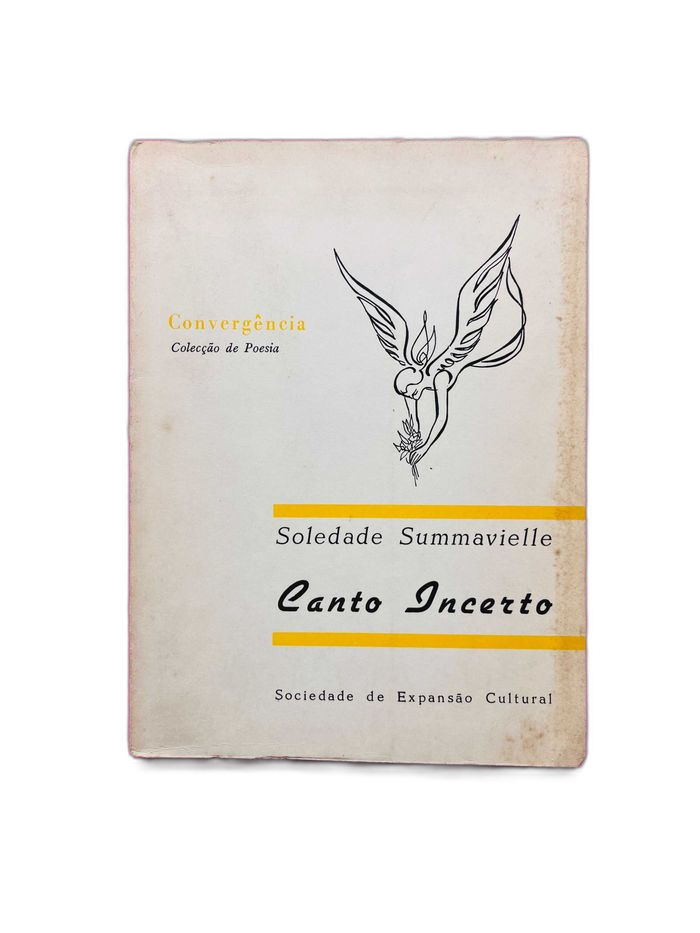 Convergência
Colecção de Poesia
Soledade Summavielle
Canto Incerto
Sociedade de Expansão Cultural